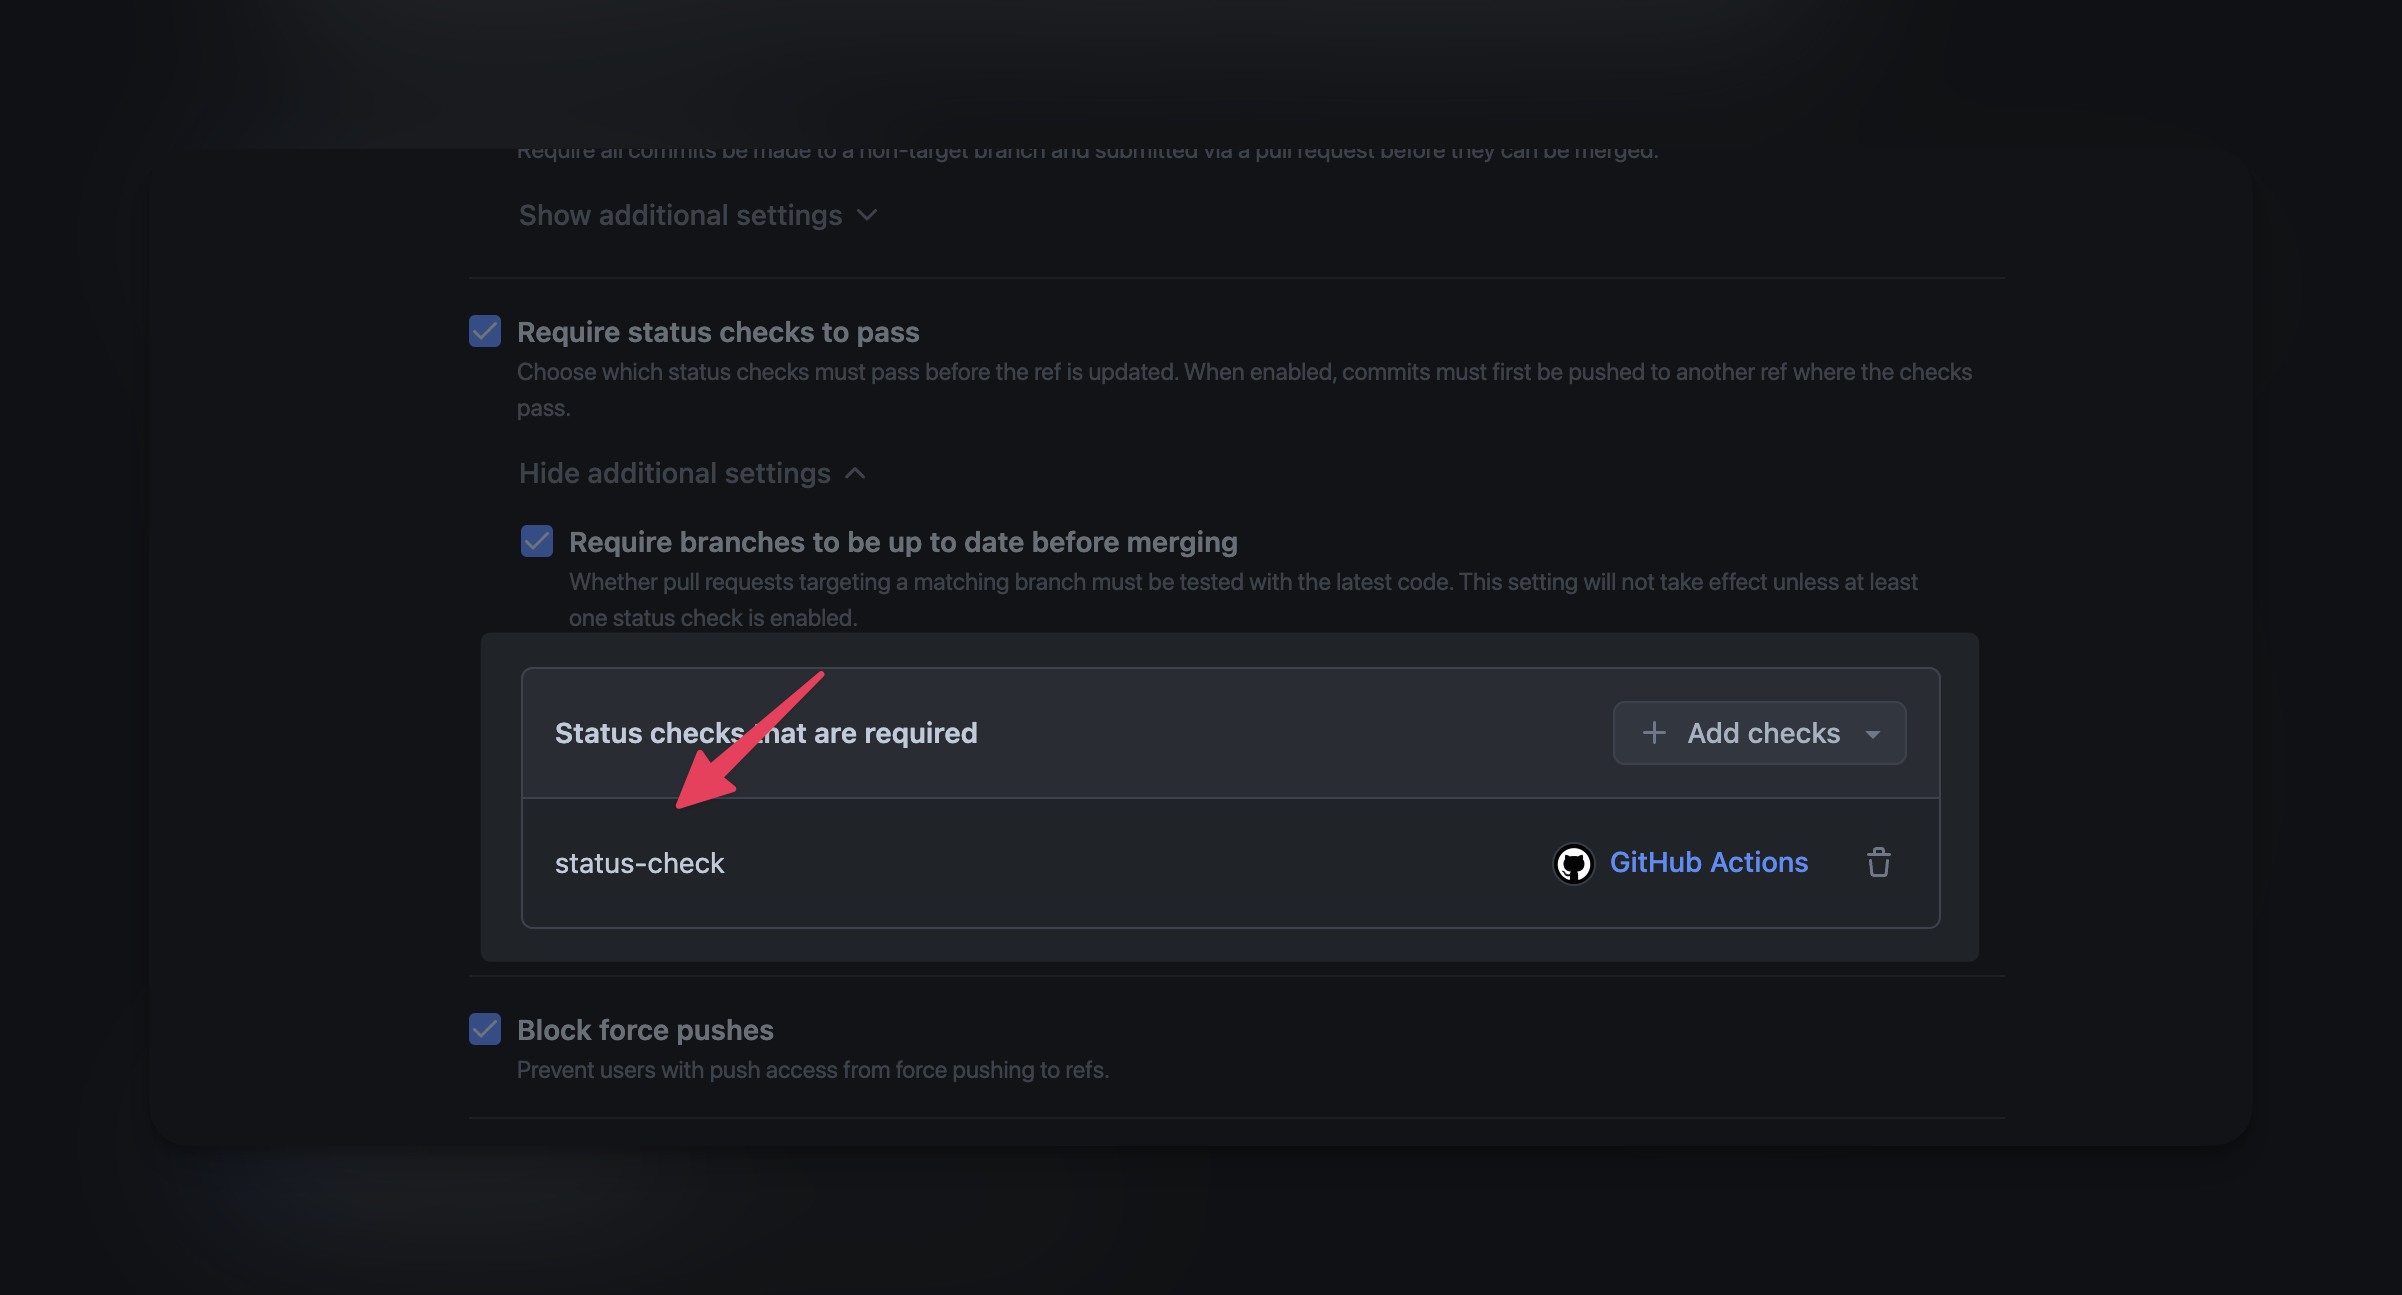 Require all commits be made to a non-target branch and submitted via a pull request before they can be merged.
Show additional settings
Require status checks to pass
Choose which status checks must pass before the ref is updated. When enabled, commits must first be pushed to another ref where the checks
pass.
Hide additional settings
Require branches to be up to date before merging
Whether pull requests targeting a matching branch must be tested with the latest code. This setting will not take effect unless at least
one status check is enabled.
Status checks that are required
Add checks
status-check
GitHub Actions
Block force pushes
Prevent users with push access from force pushing to refs.